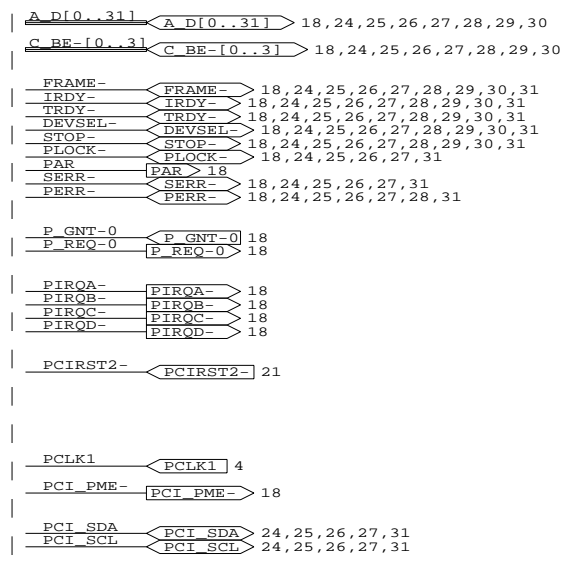 A_D[0..31] A_D[0..31] 18,24,25,26,27,28,29,30
C_BE-[0..3] C_BE-[0..3] 18,24,25,26,27,28,29,30
FRAME- FRAME- 18,24,25,26,27,28,29,30,31
IRDY- IRDY- 18,24,25,26,27,28,29,30,31
TRDY- TRDY- 18,24,25,26,27,28,29,30,31
DEVSEL- DEVSEL- 18,24,25,26,27,28,29,30,31
STOP- STOP- 18,24,25,26,27,28,29,30,31
PLOCK- PLOCK- 18,24,25,26,27,31
PAR PAR 18
SERR- SERR- 18,24,25,26,27,31
PERR- PERR- 18,24,25,26,27,28,31
P_GNT-0 P_GNT-0 18
P_REQ-0 P_REQ-0 18
PIRQA- PIRQA- 18
PIRQB- PIRQB- 18
PIRQC- PIRQC- 18
PIRQD- PIRQD- 18
PCIRST2- PCIRST2- 21
PCLK1 PCLK1 4
PCI_PME- PCI_PME- 18
PCI_SDA PCI_SDA 24,25,26,27,31
PCI_SCL PCI_SCL 24,25,26,27,31